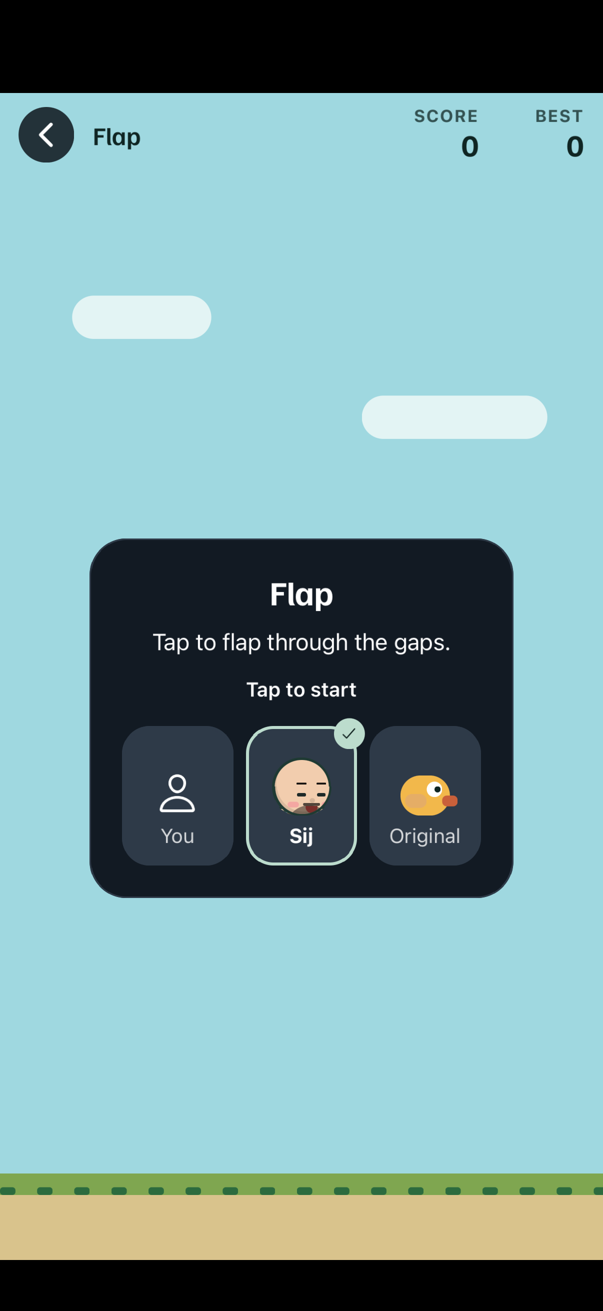 Flap
SCORE
0
BEST
0
Flap
Tap to flap through the gaps.
Tap to start
You
Sij
Original